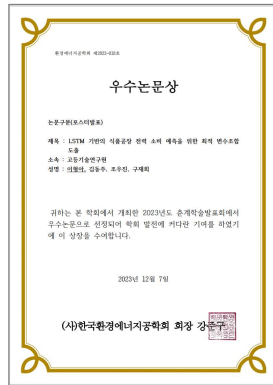 환경에너지공학회 제2023-032호
우수논문상
논문구분(포스터발표)
제목 : LSTM 기반의 식품공장 전력 소비 예측을 위한 최적 변수조합
도출
소속 : 고등기술연구원
성명 : 이형아, 김동주, 조우진, 구재회
귀하는 본 학회에서 개최한 2023년도 춘계학술발표회에서
우수논문으로 선정되어 학회 발전에 커다란 기여를 하였기
에 이 상장을 수여합니다.
2023년 12월 7일
(사)한국환경에너지공학회 회장 강준구